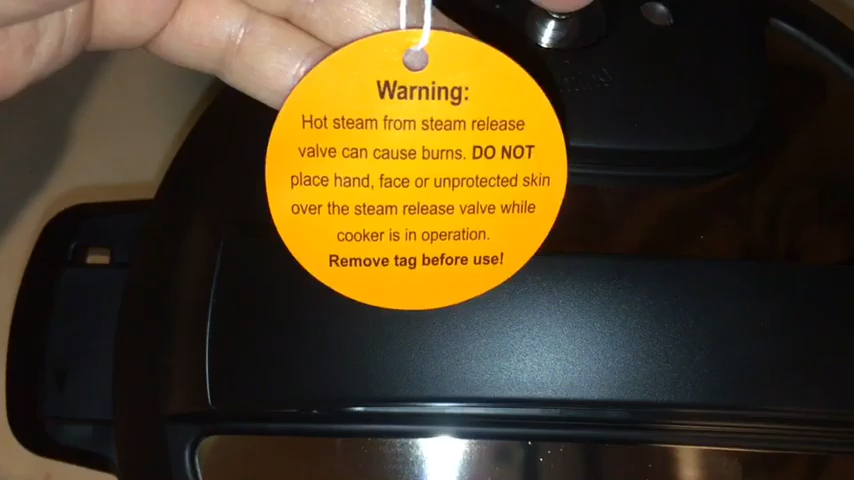 Warning:
Hot steam from steam release
valve can cause burns. DO NOT
place hand, face or unprotected skin
over the steam release valve while
cooker is in operation.
Remove tag before use!